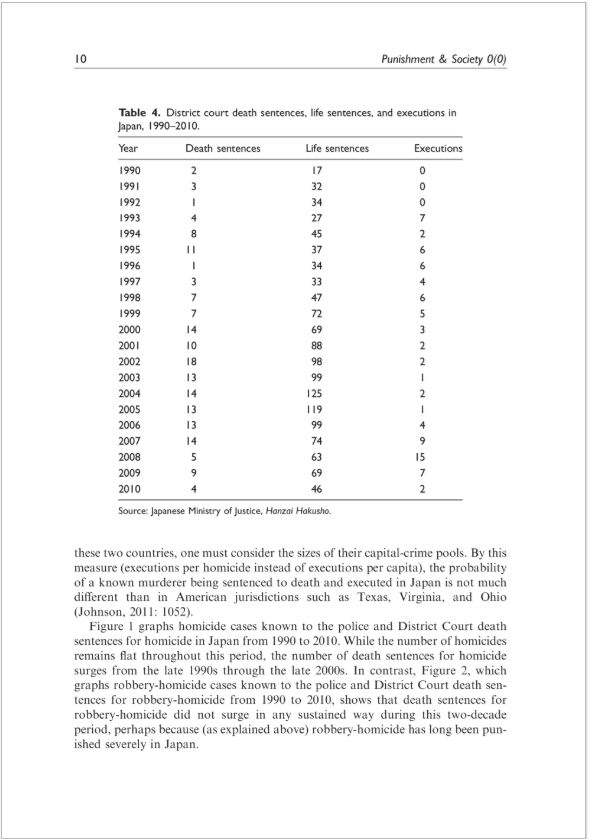 10 Punishment & Society 0(0)
Table 4. District court death sentences, life sentences, and executions in
Japan, 1990–2010.
Year Death sentences Life sentences Executions
1990 2 17 0
1991 3 32 0
1992 1 34 0
1993 4 27 7
1994 8 45 2
1995 11 37 6
1996 1 34 6
1997 3 33 4
1998 7 47 6
1999 7 72 5
2000 14 69 3
2001 10 88 2
2002 18 98 2
2003 13 99 1
2004 14 125 2
2005 13 119 1
2006 13 99 4
2007 14 74 9
2008 5 63 15
2009 9 69 7
2010 4 46 2
Source: Japanese Ministry of Justice, Hanzai Hakusho.
these two countries, one must consider the sizes of their capital-crime pools. By this
measure (executions per homicide instead of executions per capita), the probability
of a known murderer being sentenced to death and executed in Japan is not much
different than in American jurisdictions such as Texas, Virginia, and Ohio
(Johnson, 2011: 1052).
Figure 1 graphs homicide cases known to the police and District Court death
sentences for homicide in Japan from 1990 to 2010. While the number of homicides
remains flat throughout this period, the number of death sentences for homicide
surges from the late 1990s through the late 2000s. In contrast, Figure 2, which
graphs robbery-homicide cases known to the police and District Court death sen-
tences for robbery-homicide from 1990 to 2010, shows that death sentences for
robbery-homicide did not surge in any sustained way during this two-decade
period, perhaps because (as explained above) robbery-homicide has long been pun-
ished severely in Japan.